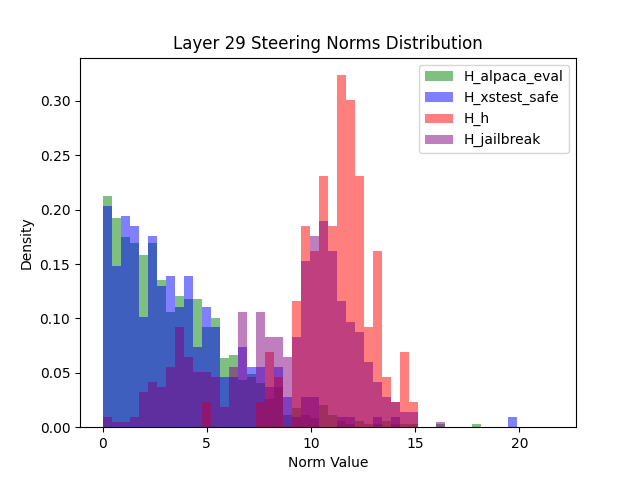 Layer 29 Steering Norms Distribution
H_alpaca_eval
H_xstest_safe
H_h
H_jailbreak
0.30
0.25
0.20
0.15
0.10
0.05
0.00
Density
0 5 10 15 20
Norm Value